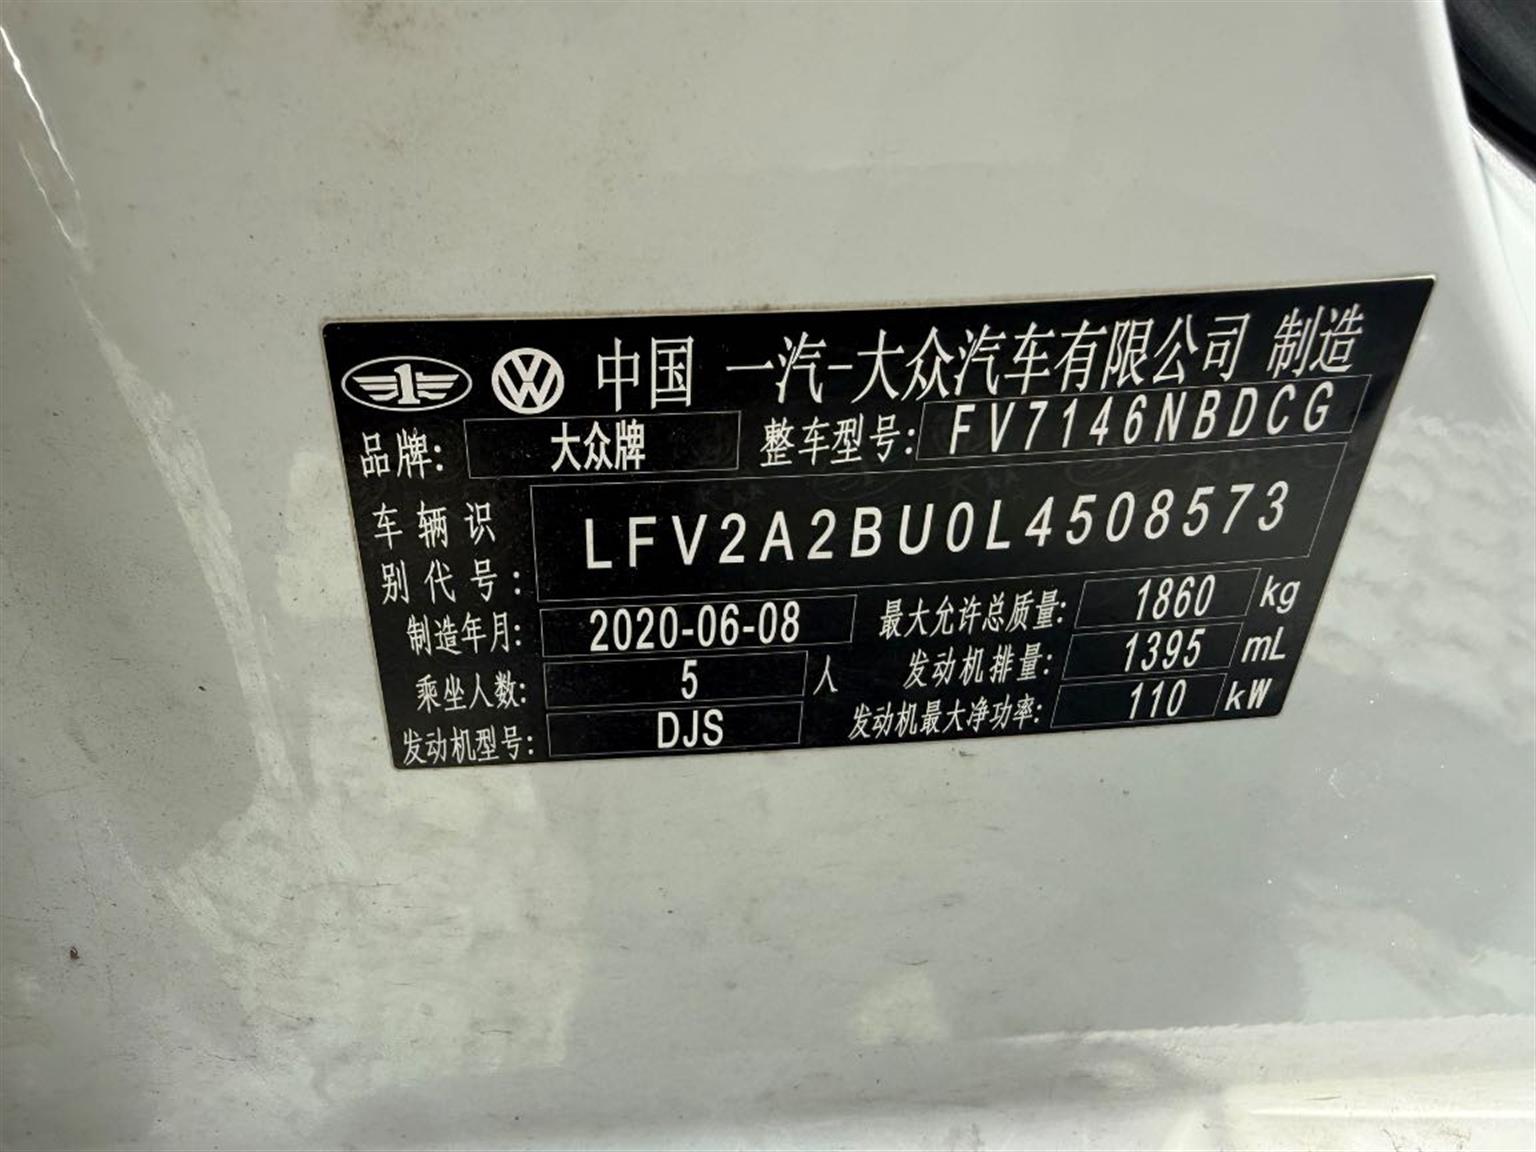 中国 一汽-大众汽车有限公司 制造
品牌: 大众牌 整车型号: FV7146NBDCG
车辆识别代号: LFV2A2BU0L4508573
制造年月: 2020-06-08 最大允许总质量: 1860 kg
乘坐人数: 5 人 发动机排量: 1395 mL
发动机型号: DJS 发动机最大净功率: 110 kW